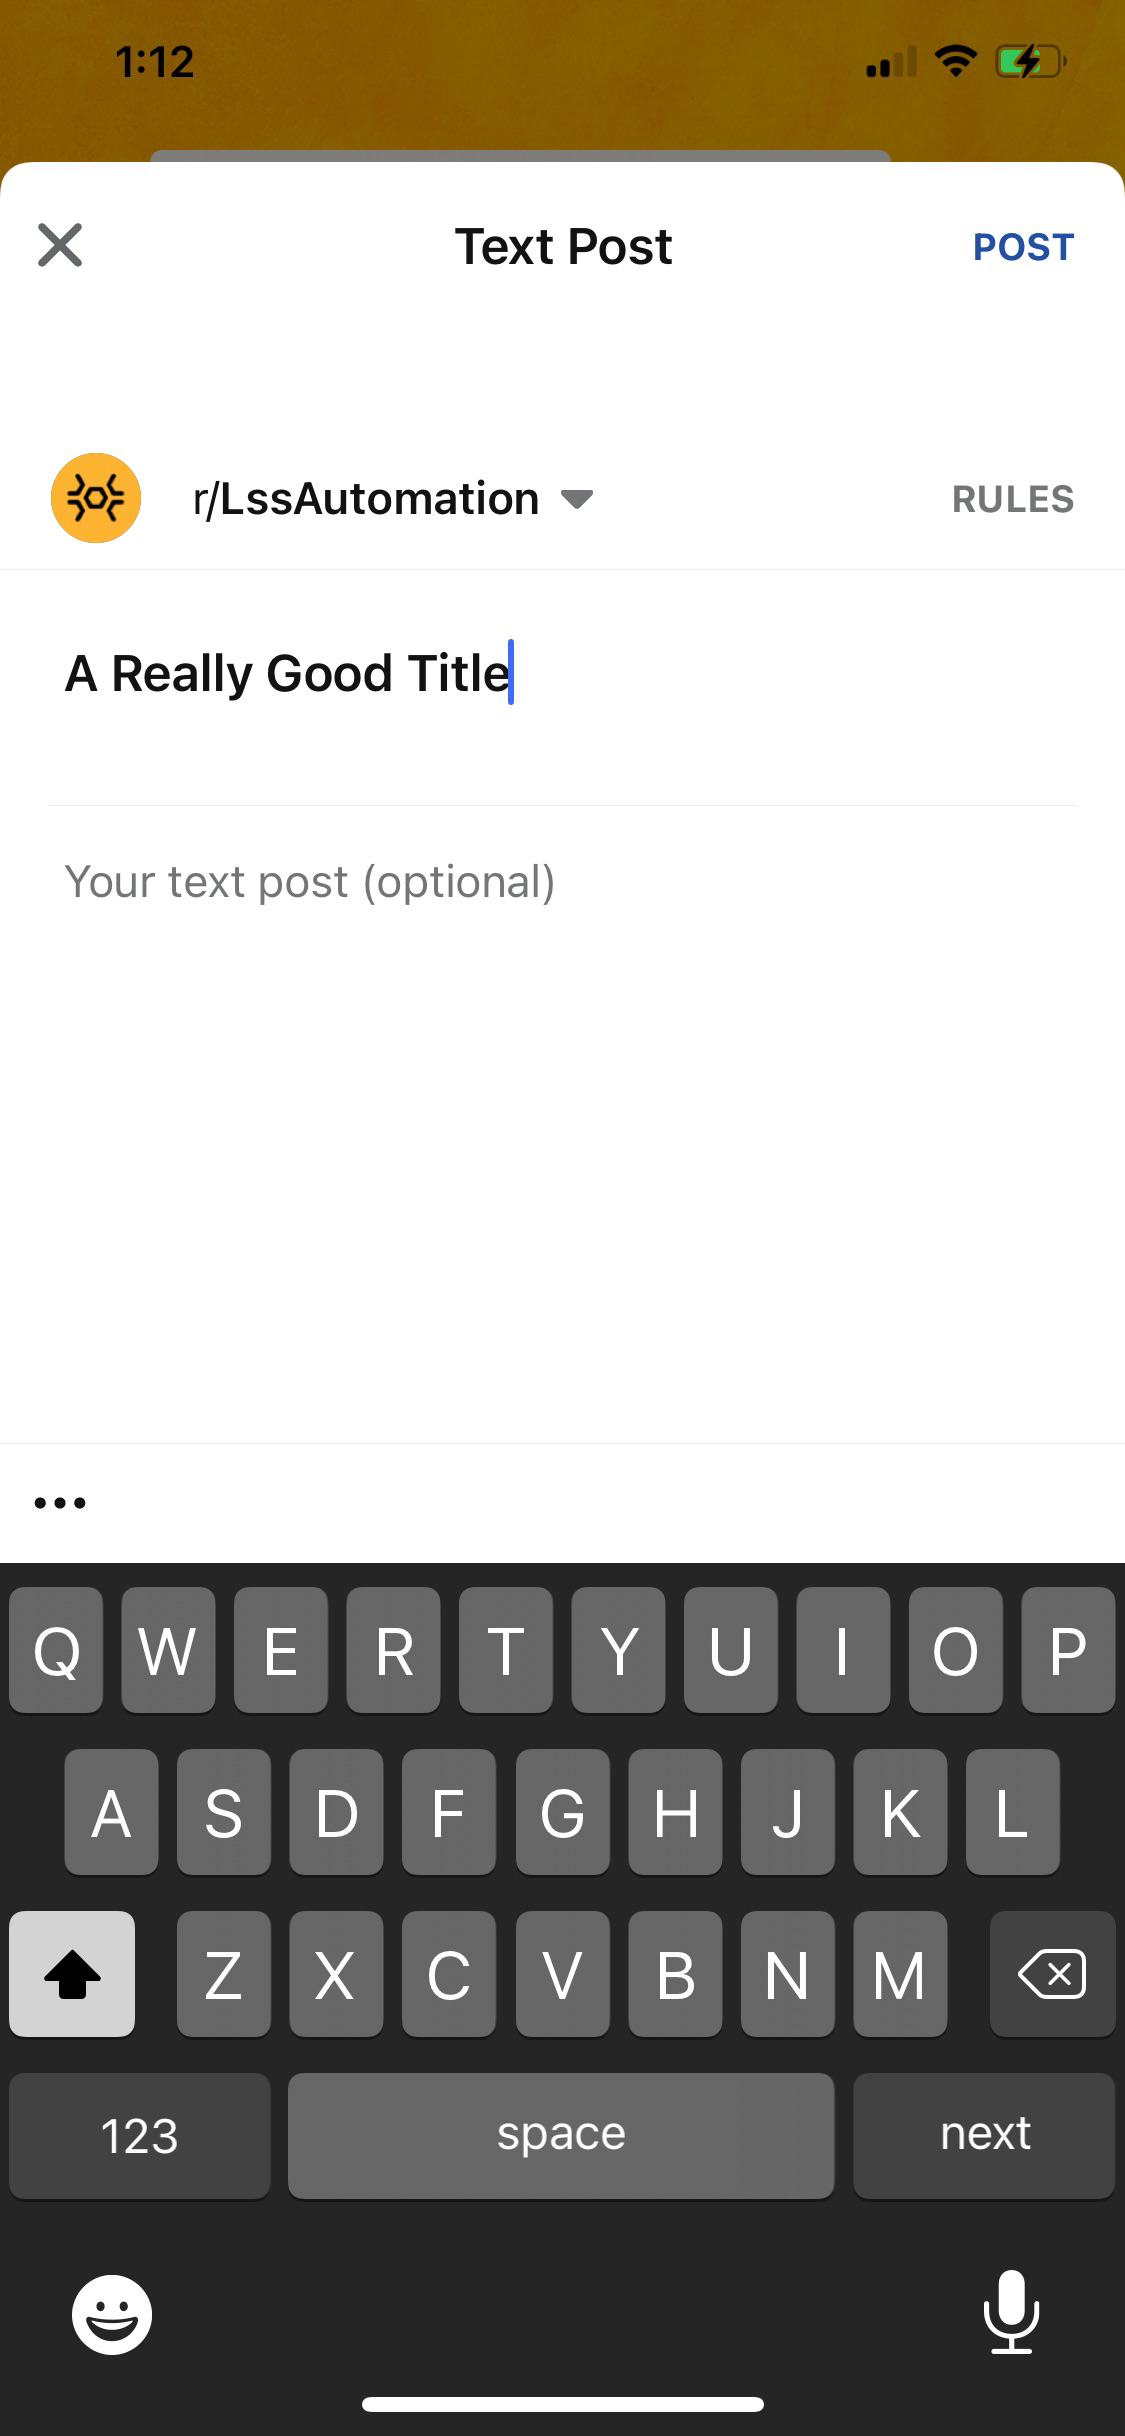 1:12
Text Post
POST
r/LssAutomation
RULES
A Really Good Title
Your text post (optional)
Q W E R T Y U I O P
A S D F G H J K L
Z X C V B N M
123 space next